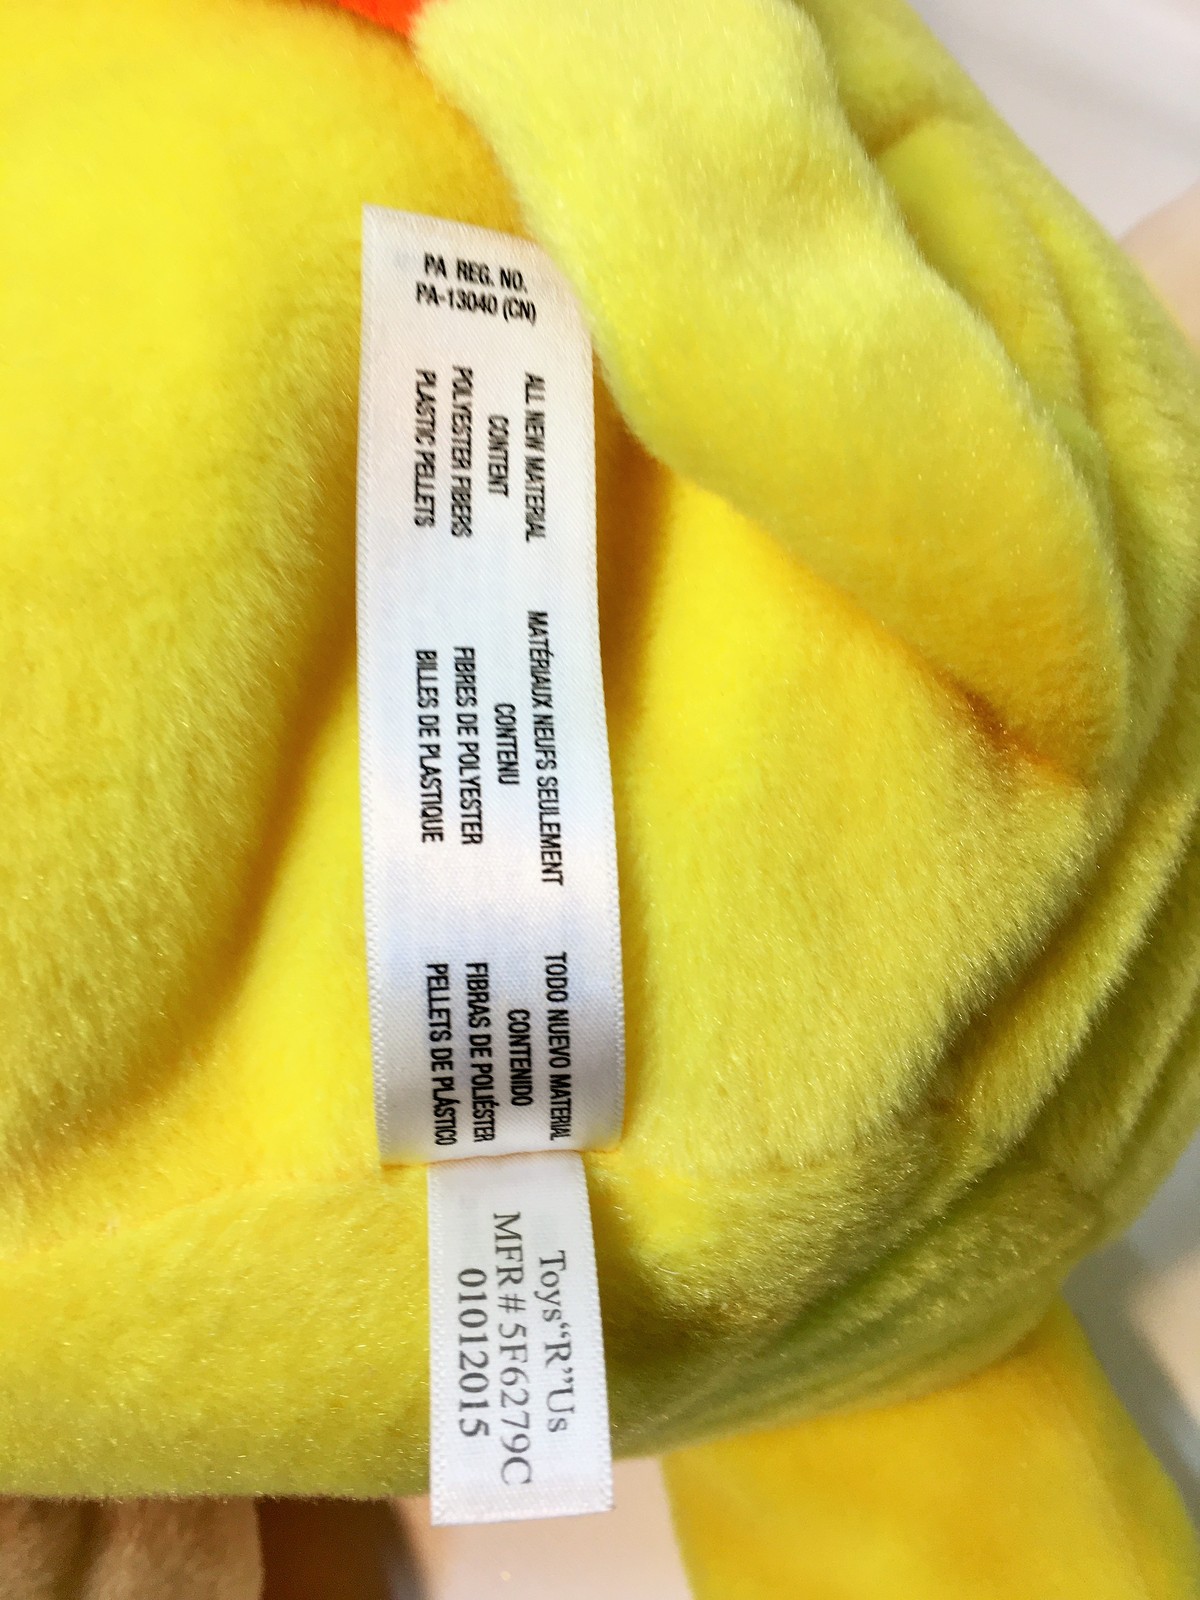 PA REG. NO.
PA-13040 (CN)
ALL NEW MATERIAL
CONTENT
POLYESTER FIBERS
PLASTIC PELLETS
MATÉRIAUX NEUFS SEULEMENT
CONTENU
FIBRES DE POLYESTER
BILLES DE PLASTIQUE
TODO NUEVO MATERIAL
CONTENIDO
FIBRAS DE POLIÉSTER
PELLETS DE PLÁSTICO
Toys“R”Us
MFR#5F6279C
01012015